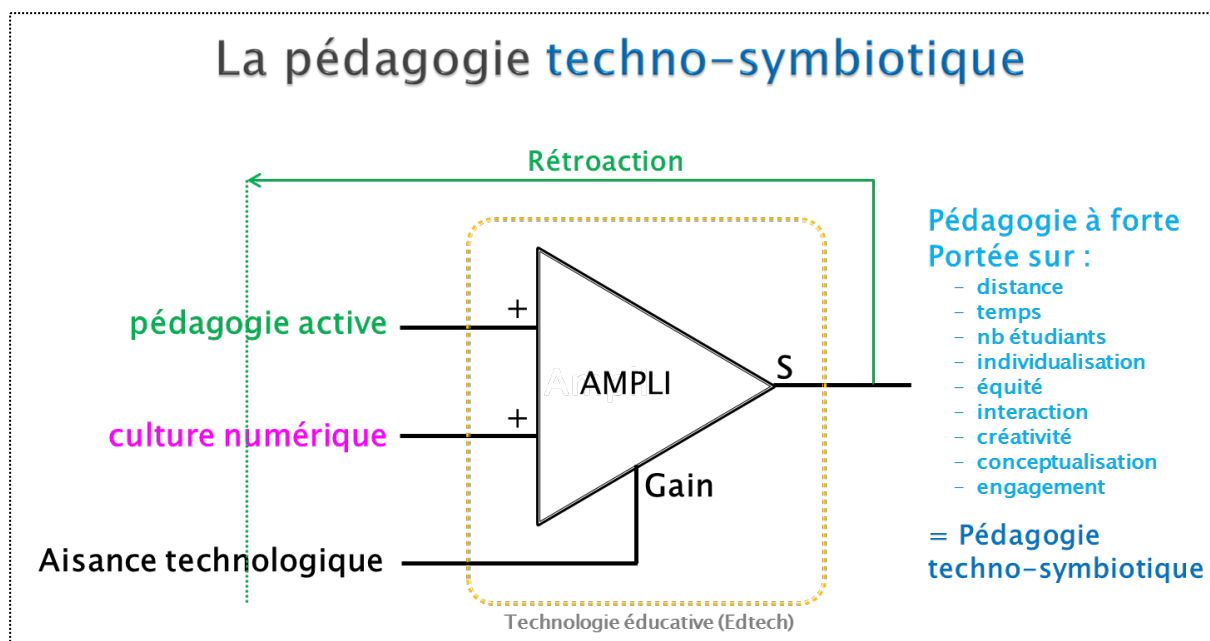 La pédagogie techno-symbiotique
Rétroaction
Pédagogie à forte
Portée sur :
- distance
- temps
- nb étudiants
- individualisation
- équité
- interaction
- créativité
- conceptualisation
- engagement
= Pédagogie
techno-symbiotique
pédagogie active
+
AMPLI
Ampli
S
culture numérique
+
Gain
Aisance technologique
Technologie éducative (Edtech)